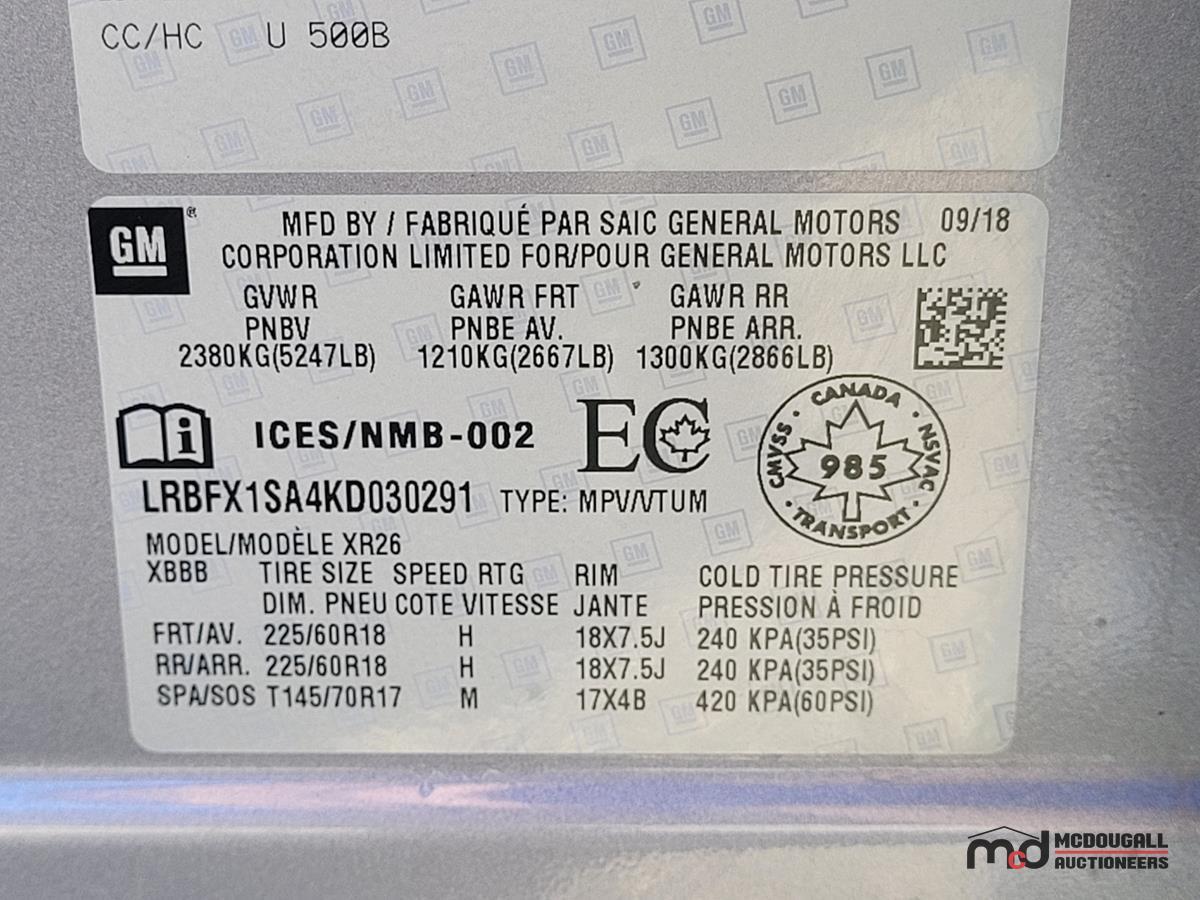 CC/HC U 500B
GM ® MFD BY / FABRIQUÉ PAR SAIC GENERAL MOTORS 09/18
CORPORATION LIMITED FOR/POUR GENERAL MOTORS LLC
GVWR GAWR FRT GAWR RR
PNBV PNBE AV. PNBE ARR.
2380KG(5247LB) 1210KG(2667LB) 1300KG(2866LB)
i ICES/NMB-002 EC CANADA CMVSS 985 NSVAC TRANSPORT
LRBFX1SA4KD030291 TYPE: MPV/VTUM
MODEL/MODÈLE XR26
XBBB TIRE SIZE SPEED RTG RIM COLD TIRE PRESSURE
DIM. PNEU COTE VITESSE JANTE PRESSION À FROID
FRT/AV. 225/60R18 H 18X7.5J 240 KPA(35PSI)
RR/ARR. 225/60R18 H 18X7.5J 240 KPA(35PSI)
SPA/SOS T145/70R17 M 17X4B 420 KPA(60PSI)
mcd MCDOUGALL
AUCTIONEERS